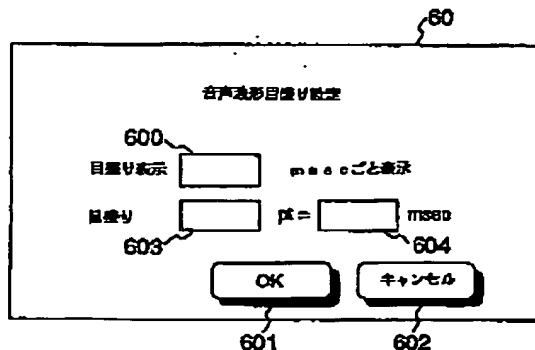 60
音声波形目盛り設定
600
目盛り表示 msecごと表示
目盛り pt= msec
603 604
OK キャンセル
601 602